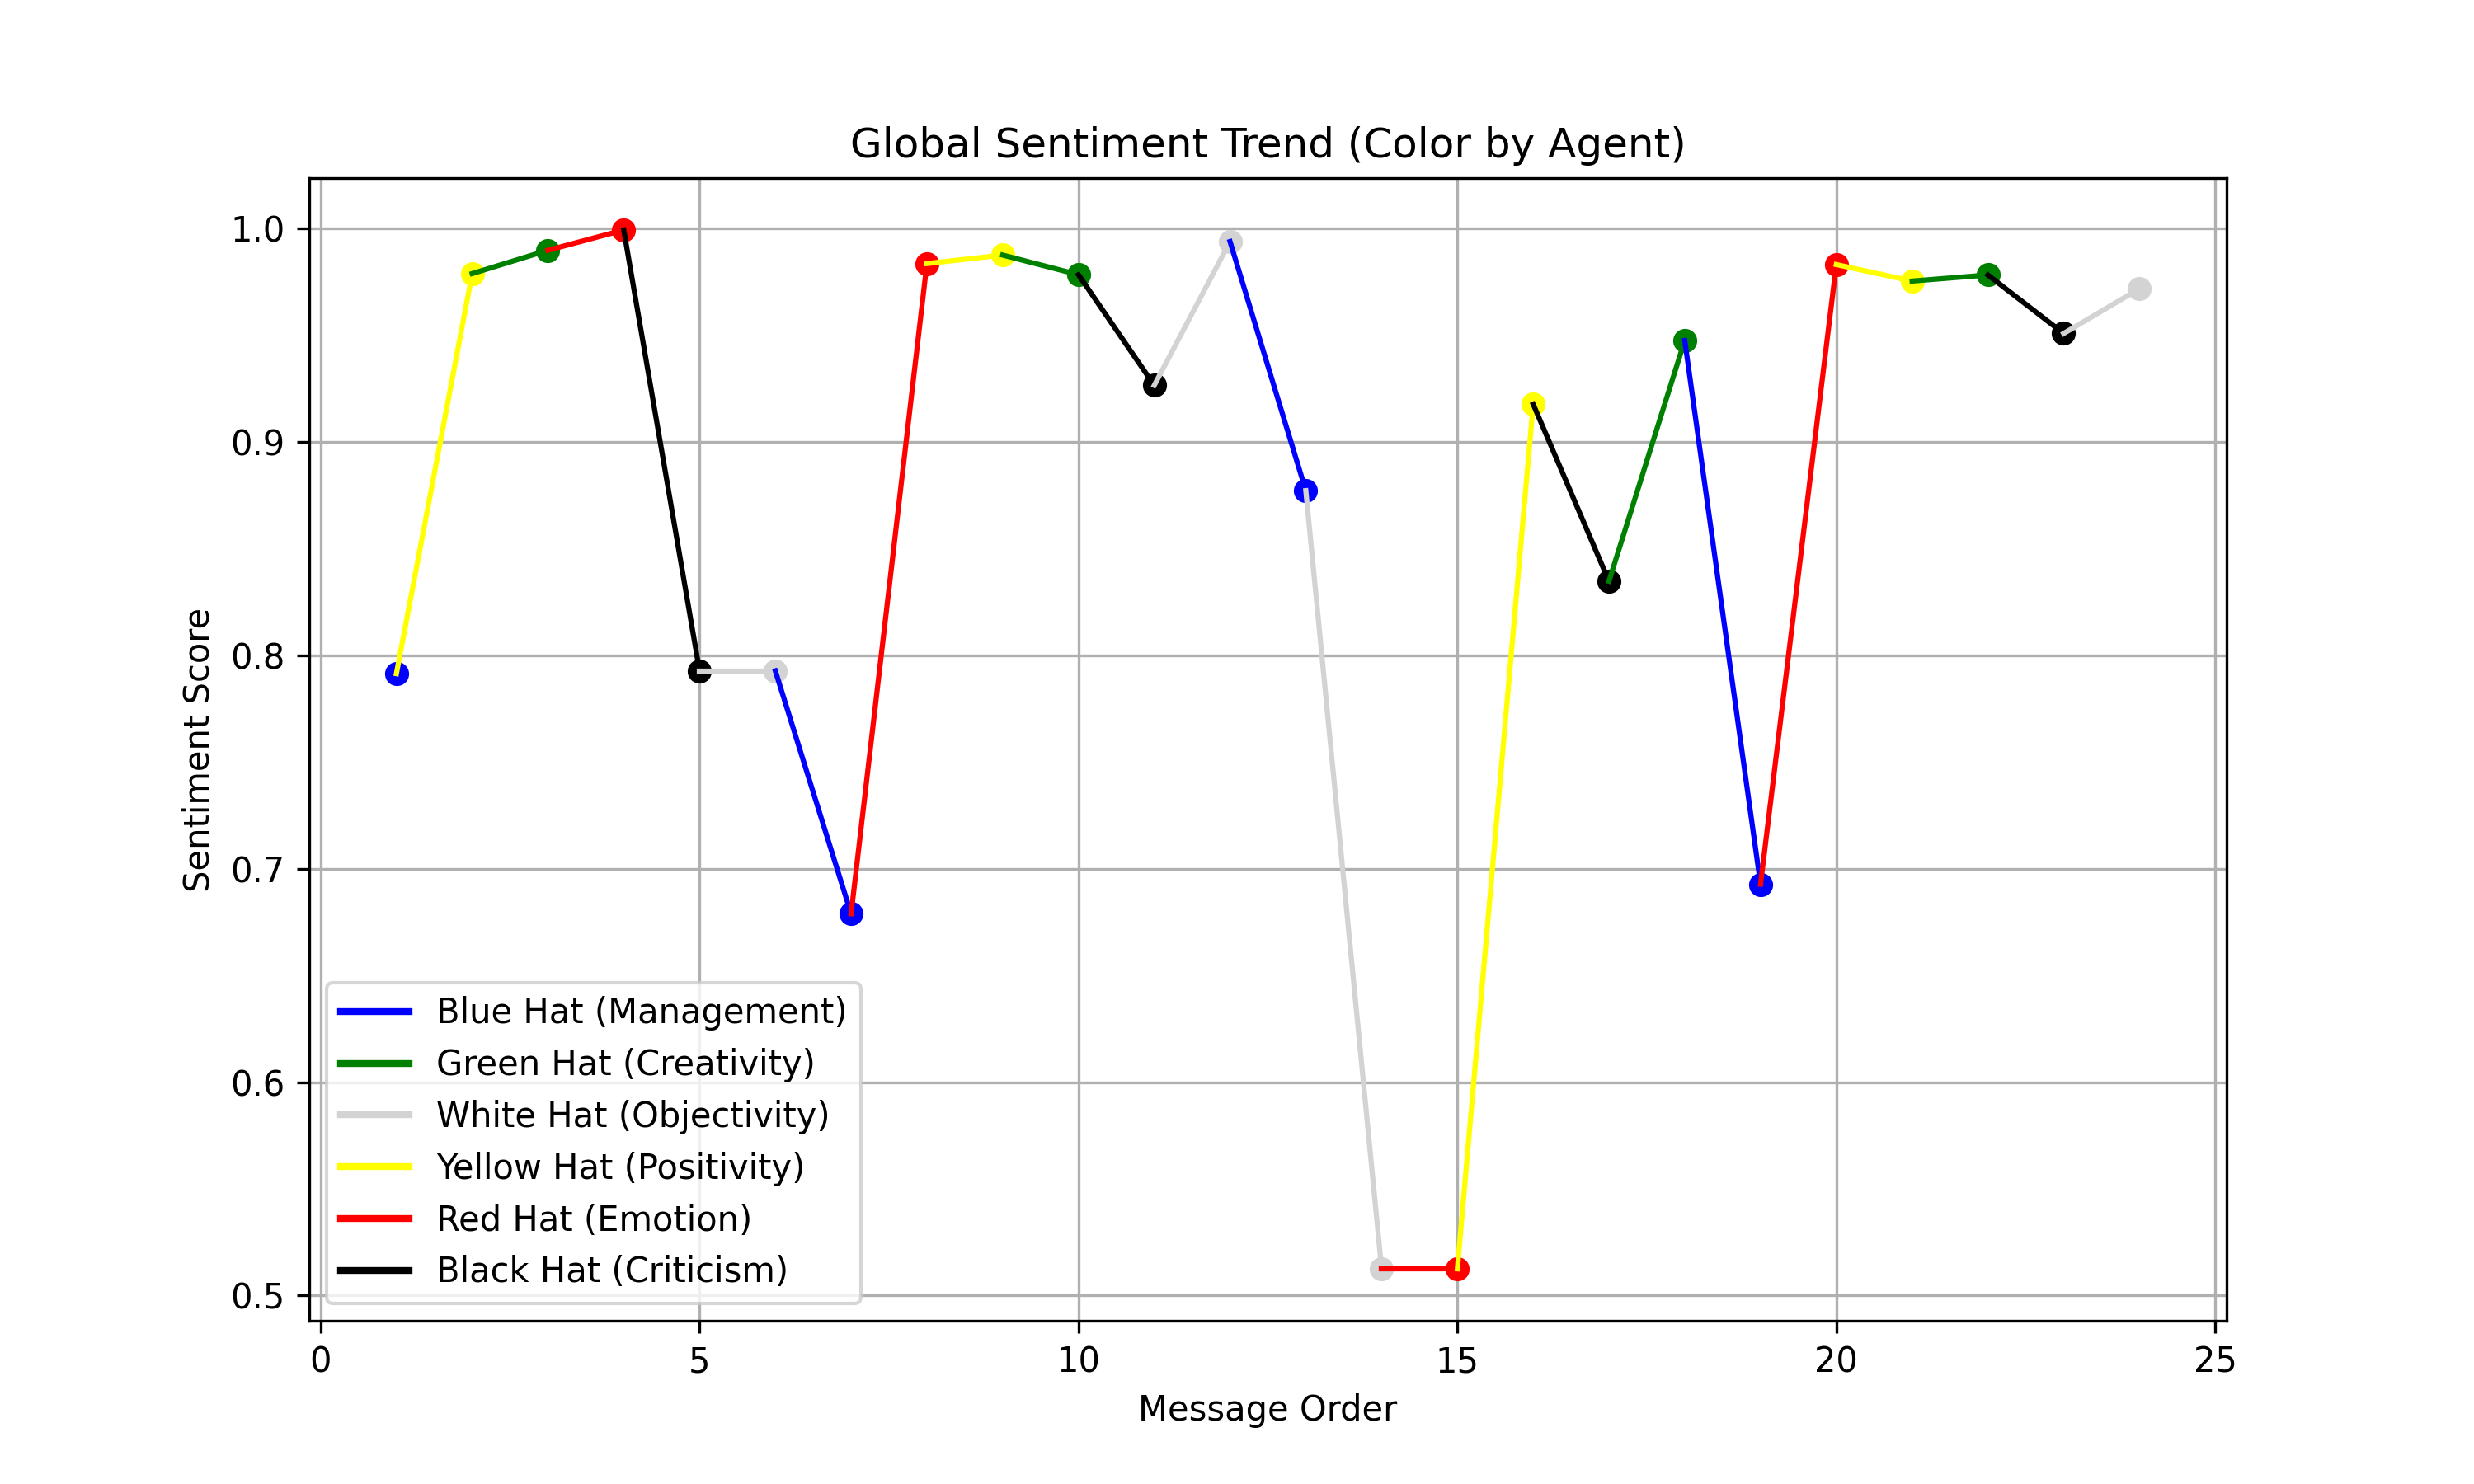 Global Sentiment Trend (Color by Agent)
Sentiment Score
1.0
0.9
0.8
0.7
0.6
0.5
Blue Hat (Management)
Green Hat (Creativity)
White Hat (Objectivity)
Yellow Hat (Positivity)
Red Hat (Emotion)
Black Hat (Criticism)
0 5 10 15 20 25
Message Order